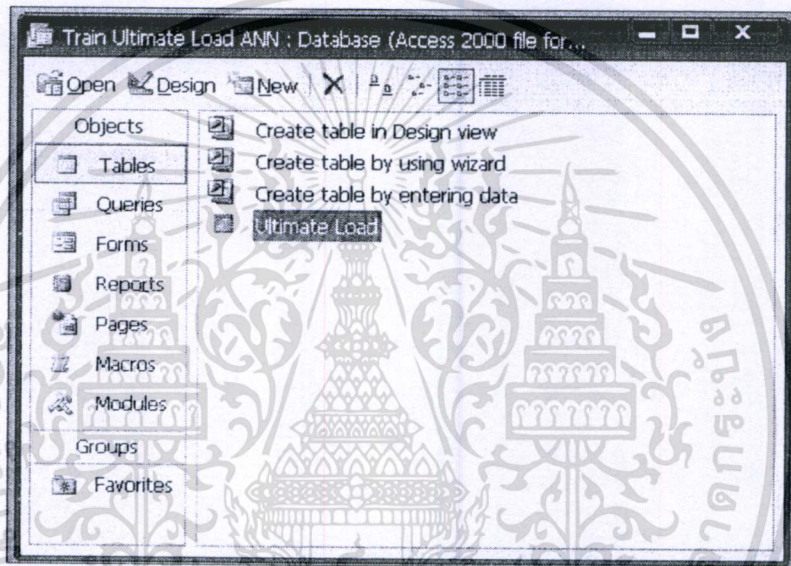 Train Ultimate Load ANN : Database (Access 2000 file for...
Open Design New
Objects
Tables
Queries
Forms
Reports
Pages
Macros
Modules
Groups
Favorites
Create table in Design view
Create table by using wizard
Create table by entering data
Ultimate Load